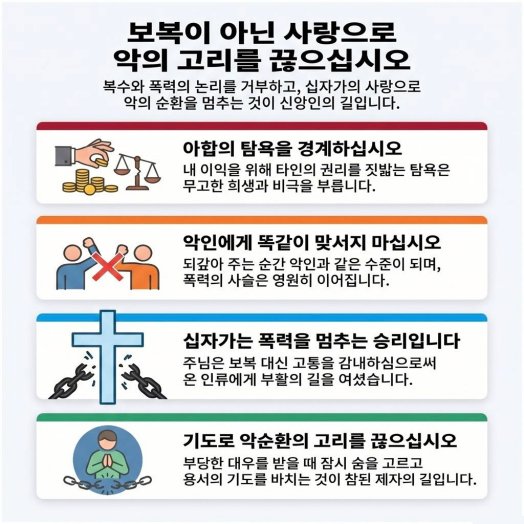 보복이 아닌 사랑으로
악의 고리를 끊으십시오
복수와 폭력의 논리를 거부하고, 십자가의 사랑으로
악의 순환을 멈추는 것이 신앙인의 길입니다.
아합의 탐욕을 경계하십시오
내 이익을 위해 타인의 권리를 짓밟는 탐욕은
무고한 희생과 비극을 부릅니다.
악인에게 똑같이 맞서지 마십시오
되갚아 주는 순간 악인과 같은 수준이 되며,
폭력의 사슬은 영원히 이어집니다.
십자가는 폭력을 멈추는 승리입니다
주님은 보복 대신 고통을 감내하심으로써
온 인류에게 부활의 길을 여셨습니다.
기도로 악순환의 고리를 끊으십시오
부당한 대우를 받을 때 잠시 숨을 고르고
용서의 기도를 바치는 것이 참된 제자의 길입니다.